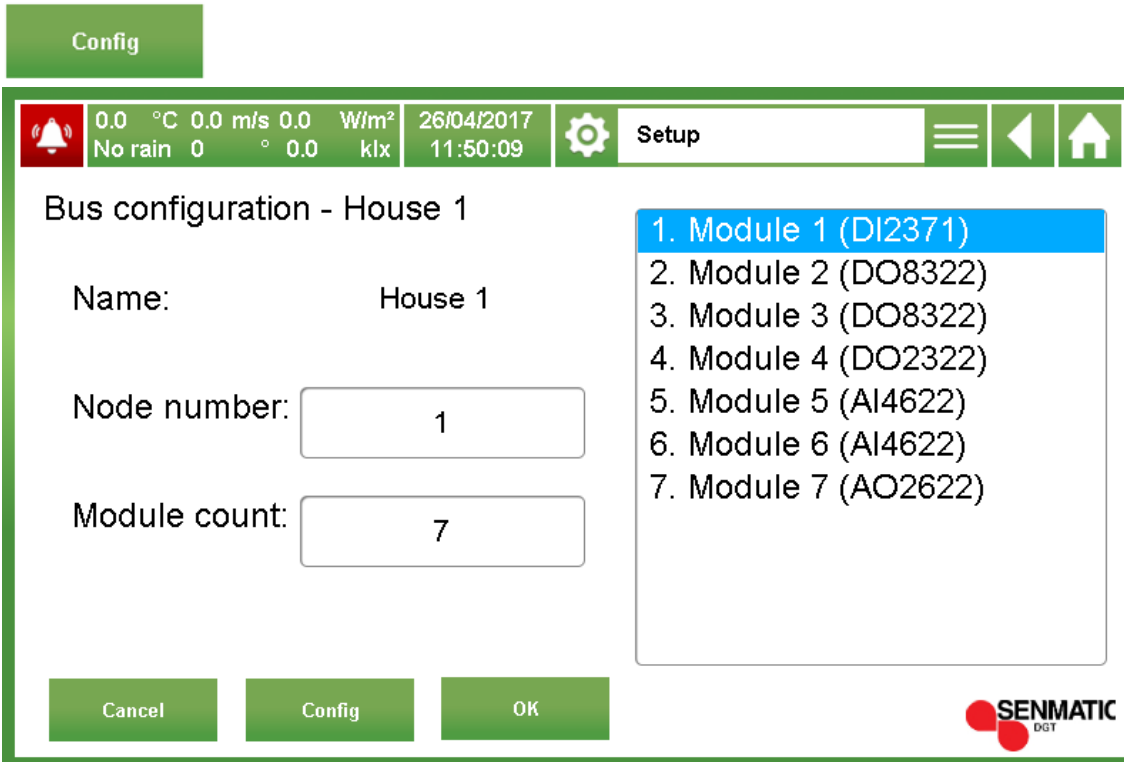 Config
0.0 °C 0.0 m/s 0.0 W/m² 26/04/2017
No rain 0 ° 0.0 klx 11:50:09
Setup
Bus configuration - House 1
Name: House 1
Node number: 1
Module count: 7
1. Module 1 (DI2371)
2. Module 2 (DO8322)
3. Module 3 (DO8322)
4. Module 4 (DO2322)
5. Module 5 (AI4622)
6. Module 6 (AI4622)
7. Module 7 (AO2622)
Cancel Config OK
SENMATIC
DGT